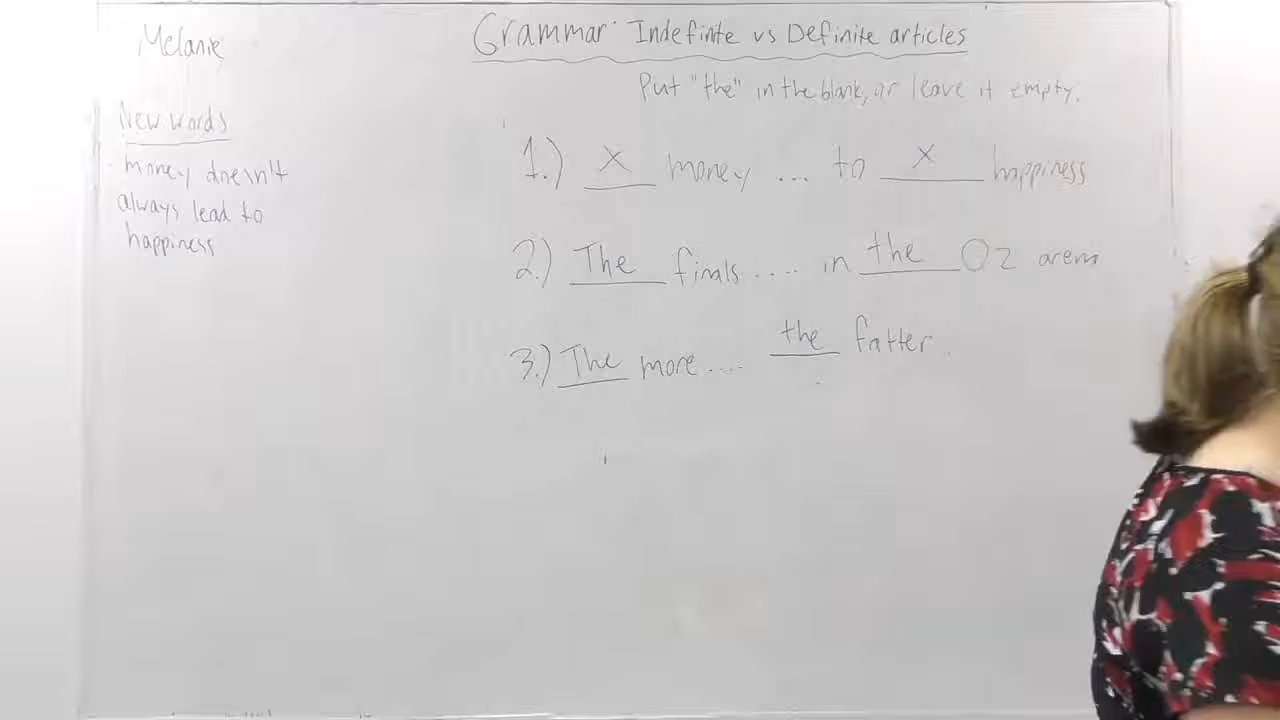 Melanie
Grammar: Indefinite vs Definite articles
Put "the" in the blank, or leave it empty.
New words
money doesn't
always lead to
happiness
1.) X money ... to X happiness
2.) The finals .... in the O2 arena
3.) The more .... the fatter.